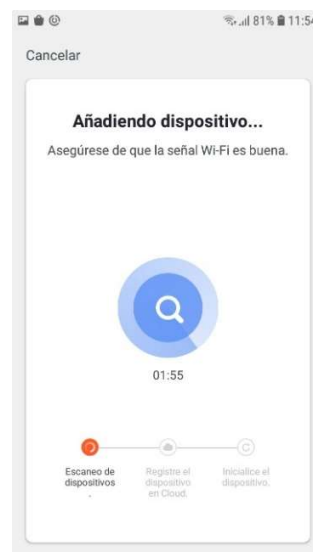 81% 11:54
Cancelar
Añadiendo dispositivo...
Asegúrese de que la señal Wi-Fi es buena.
01:55
Escaneo de
dispositivos
.
Registre el
dispositivo
en Cloud.
Inicialice el
dispositivo.